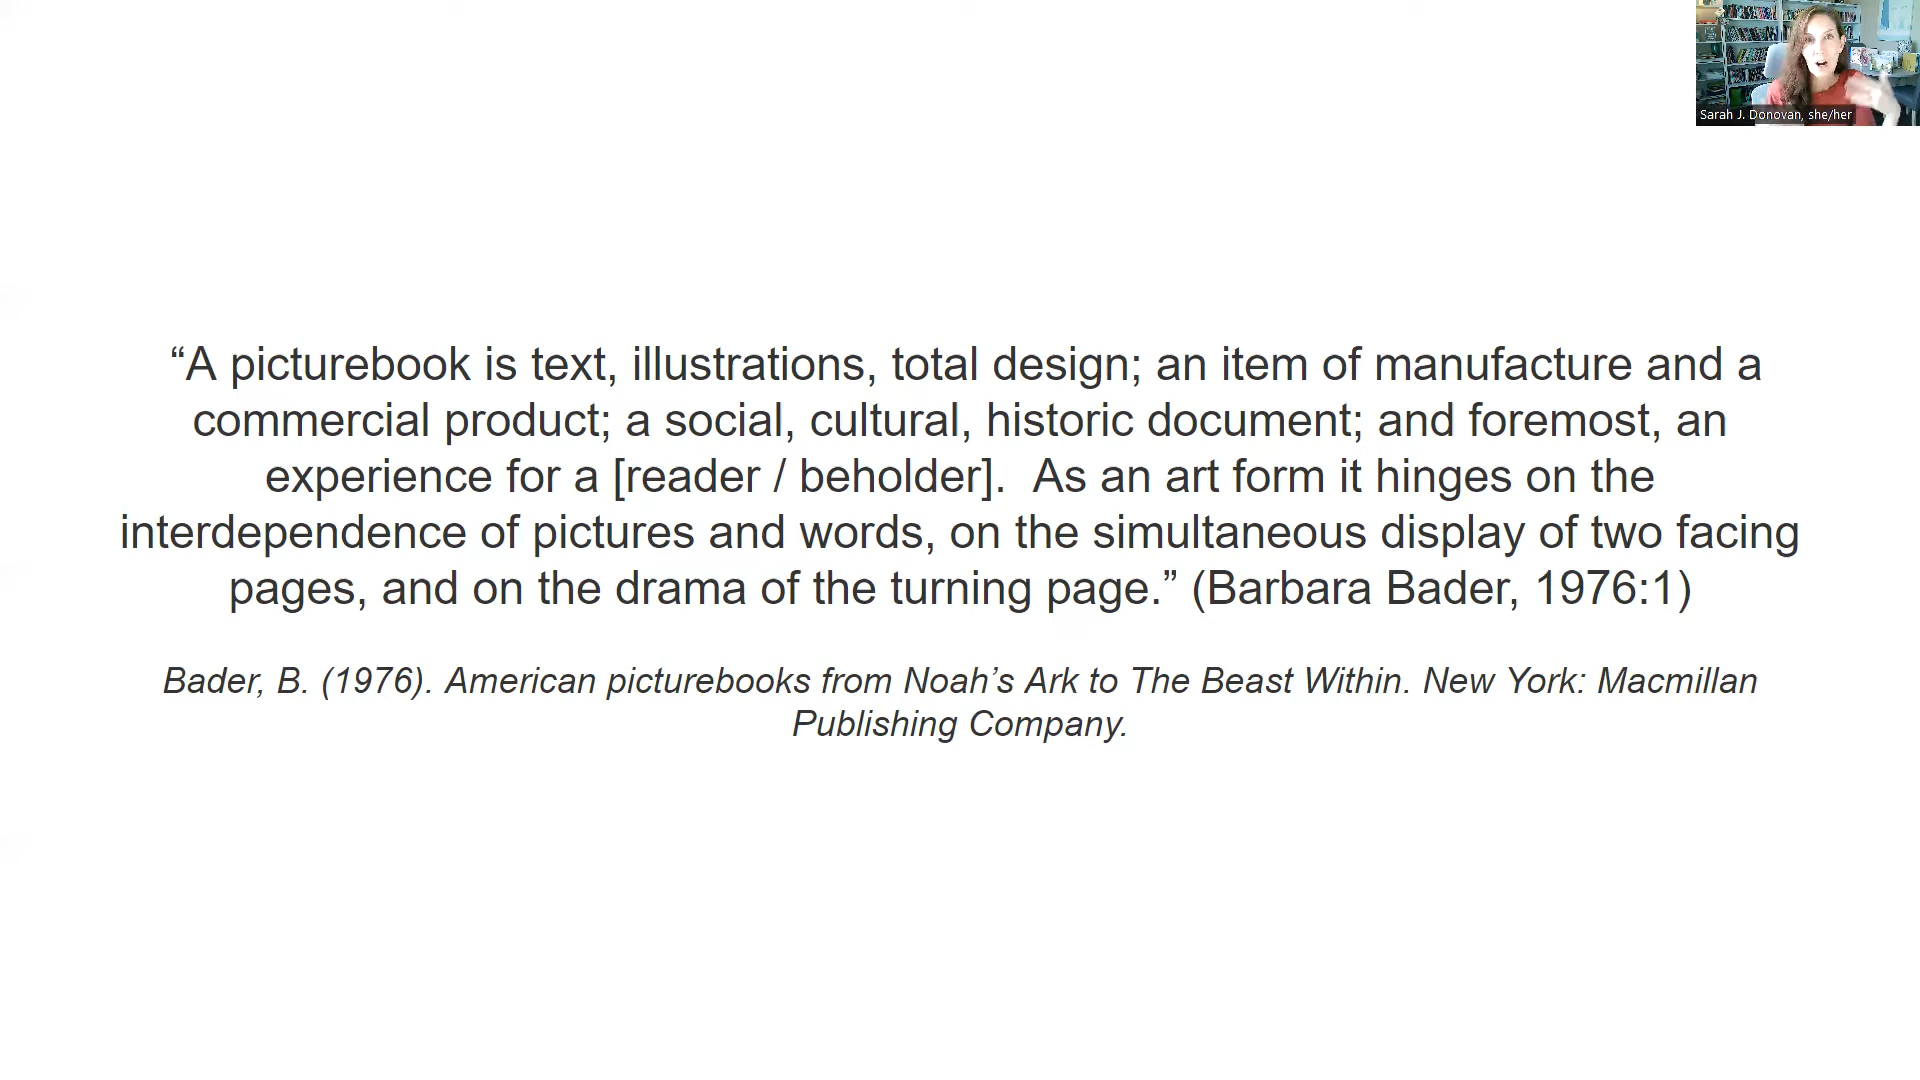 Sarah J. Donovan, she/her
“A picturebook is text, illustrations, total design; an item of manufacture and a
commercial product; a social, cultural, historic document; and foremost, an
experience for a [reader / beholder].  As an art form it hinges on the
interdependence of pictures and words, on the simultaneous display of two facing
pages, and on the drama of the turning page.” (Barbara Bader, 1976:1)
Bader, B. (1976). American picturebooks from Noah’s Ark to The Beast Within. New York: Macmillan
Publishing Company.